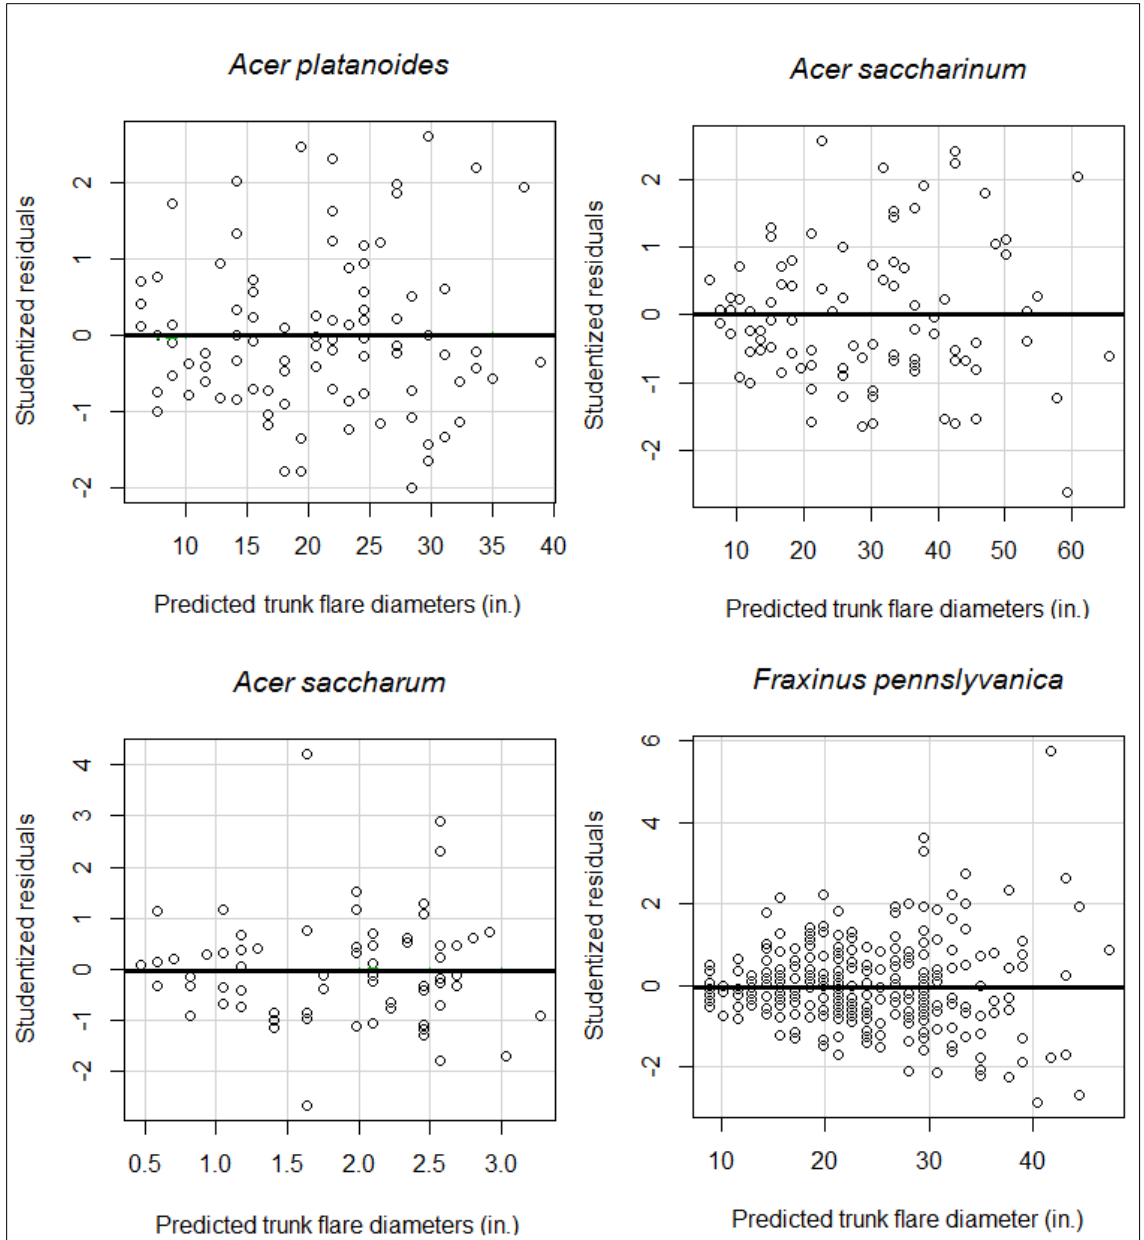 Acer platanoides
Studentized residuals
2
1
0
-1
-2
10 15 20 25 30 35 40
Predicted trunk flare diameters (in.)
Acer saccharinum
Studentized residuals
2
1
0
-1
-2
10 20 30 40 50 60
Predicted trunk flare diameters (in.)
Acer saccharum
Studentized residuals
4
3
2
1
0
-1
-2
0.5 1.0 1.5 2.0 2.5 3.0
Predicted trunk flare diameters (in.)
Fraxinus pennslyvanica
Studentized residuals
6
4
2
0
-2
10 20 30 40
Predicted trunk flare diameter (in.)